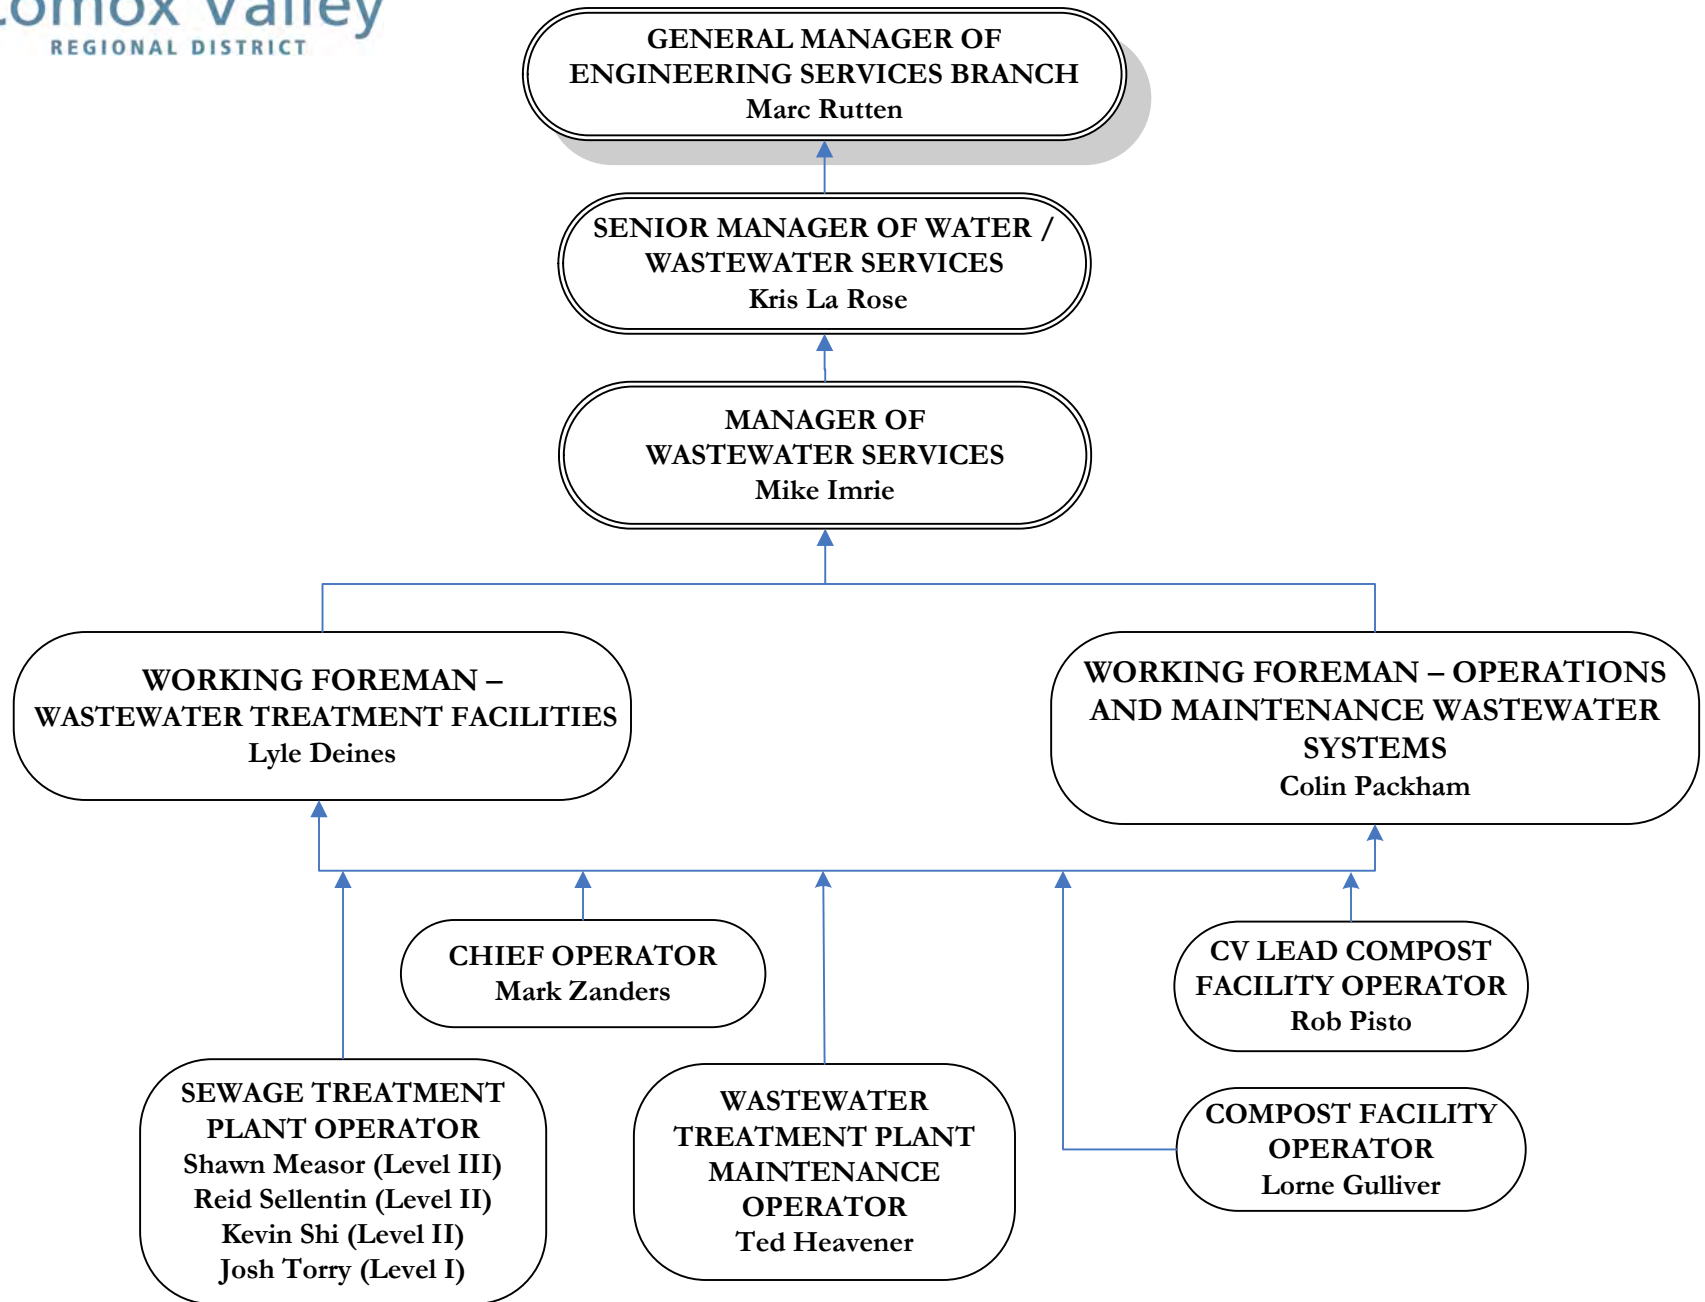 Comox Valley
REGIONAL DISTRICT
GENERAL MANAGER OF
ENGINEERING SERVICES BRANCH
Marc Rutten
SENIOR MANAGER OF WATER /
WASTEWATER SERVICES
Kris La Rose
MANAGER OF
WASTEWATER SERVICES
Mike Imrie
WORKING FOREMAN –
WASTEWATER TREATMENT FACILITIES
Lyle Deines
WORKING FOREMAN – OPERATIONS
AND MAINTENANCE WASTEWATER
SYSTEMS
Colin Packham
CHIEF OPERATOR
Mark Zanders
CV LEAD COMPOST
FACILITY OPERATOR
Rob Pisto
SEWAGE TREATMENT
PLANT OPERATOR
Shawn Measor (Level III)
Reid Sellentin (Level II)
Kevin Shi (Level II)
Josh Torry (Level I)
WASTEWATER
TREATMENT PLANT
MAINTENANCE
OPERATOR
Ted Heavener
COMPOST FACILITY
OPERATOR
Lorne Gulliver